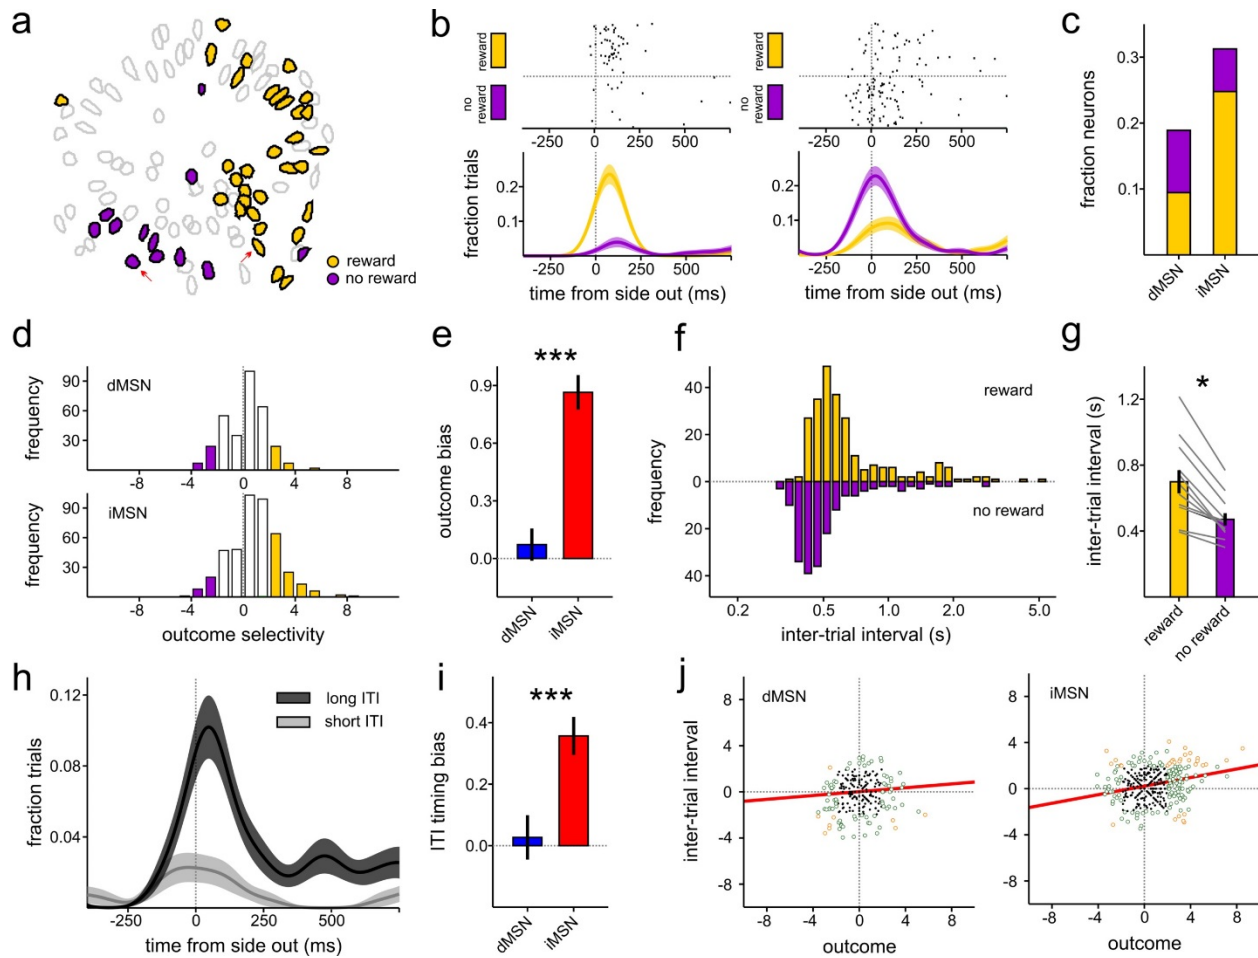 a
reward
no reward
b
reward
no
reward
-250
0
250
500
0.2
0.1
fraction trials
-250
0
250
500
time from side out (ms)
reward
no
reward
-250
0
250
500
0.2
0.1
-250
0
250
500
time from side out (ms)
c
fraction neurons
0.3
0.2
0.1
dMSN
iMSN
d
dMSN
frequency
90
60
30
-8
-4
0
4
8
iMSN
frequency
90
60
30
-8
-4
0
4
8
outcome selectivity
e
***
outcome bias
0.9
0.6
0.3
0.0
dMSN
iMSN
f
reward
no reward
frequency
40
20
0
20
40
0.2
0.5
1.0
2.0
5.0
inter-trial interval (s)
g
*
inter-trial interval (s)
1.2
0.8
0.4
reward
no reward
h
long ITI
short ITI
fraction trials
0.12
0.08
0.04
-250
0
250
500
time from side out (ms)
i
***
ITI timing bias
0.4
0.2
0.0
dMSN
iMSN
j
dMSN
inter-trial interval
8
4
0
-4
-8
-8
-4
0
4
8
outcome
iMSN
8
4
0
-4
-8
-8
-4
0
4
8
outcome